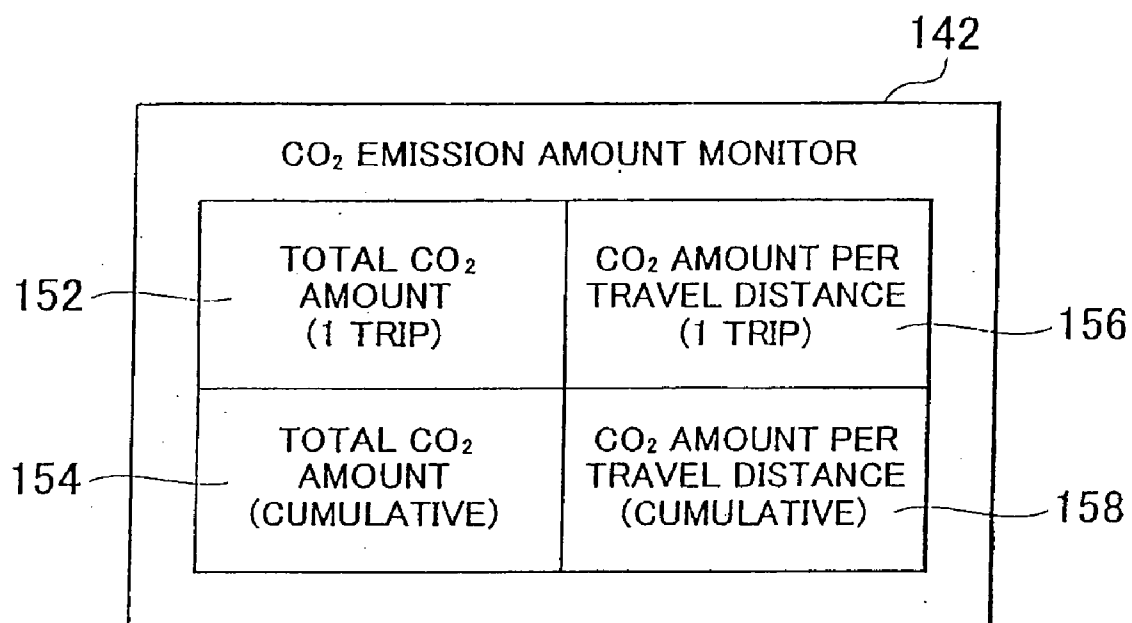 142
CO₂ EMISSION AMOUNT MONITOR
TOTAL CO₂
AMOUNT
(1 TRIP)
CO₂ AMOUNT PER
TRAVEL DISTANCE
(1 TRIP)
152
156
TOTAL CO₂
AMOUNT
(CUMULATIVE)
CO₂ AMOUNT PER
TRAVEL DISTANCE
(CUMULATIVE)
154
158